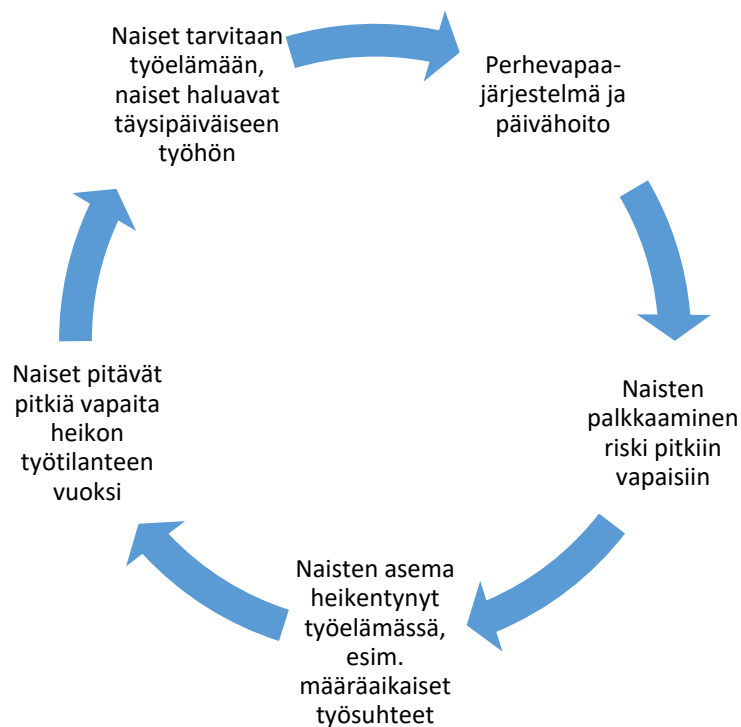 Naiset tarvitaan
työelämään,
naiset haluavat
täysipäiväiseen
työhön
Perhevapaa-
järjestelmä ja
päivähoito
Naisten
palkkaaminen
riski pitkiin
vapaisiin
Naisten asema
heikentynyt
työelämässä,
esim.
määräaikaiset
työsuhteet
Naiset pitävät
pitkiä vapaita
heikon
työtilanteen
vuoksi